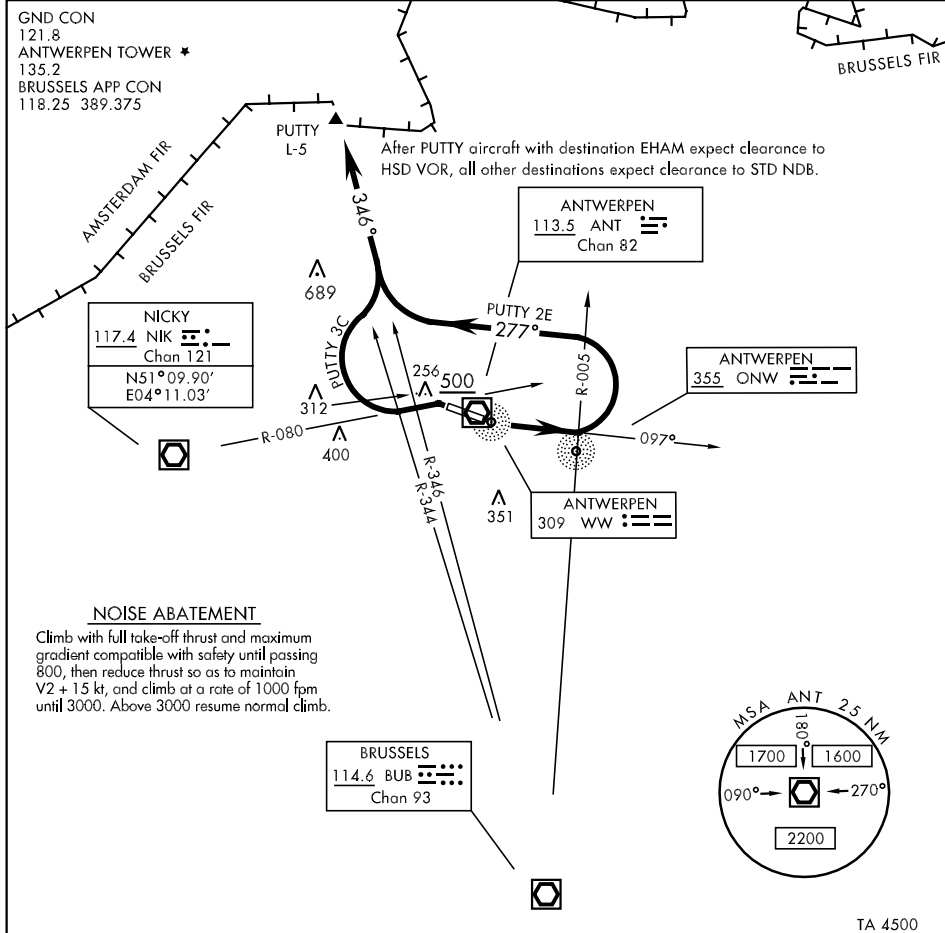 GND CON
121.8
ANTWERPEN TOWER ★
135.2
BRUSSELS APP CON
118.25 389.375
BRUSSELS FIR
PUTTY
L-5
After PUTTY aircraft with destination EHAM expect clearance to
HSD VOR, all other destinations expect clearance to STD NDB.
AMSTERDAM FIR
BRUSSELS FIR
346°
ANTWERPEN
113.5 ANT
Chan 82
689
NICKY
117.4 NIK
Chan 121
N51°09.90'
E04°11.03'
PUTTY 3C
PUTTY 2E
277°
R-005
ANTWERPEN
355 ONW
256
500
312
R-080
400
097°
R-346
R-344
351
ANTWERPEN
309 WW
NOISE ABATEMENT
Climb with full take-off thrust and maximum
gradient compatible with safety until passing
800, then reduce thrust so as to maintain
V2 + 15 kt, and climb at a rate of 1000 fpm
until 3000. Above 3000 resume normal climb.
BRUSSELS
114.6 BUB
Chan 93
MSA ANT 25 NM
180°
1700 1600
090° 270°
2200
TA 4500